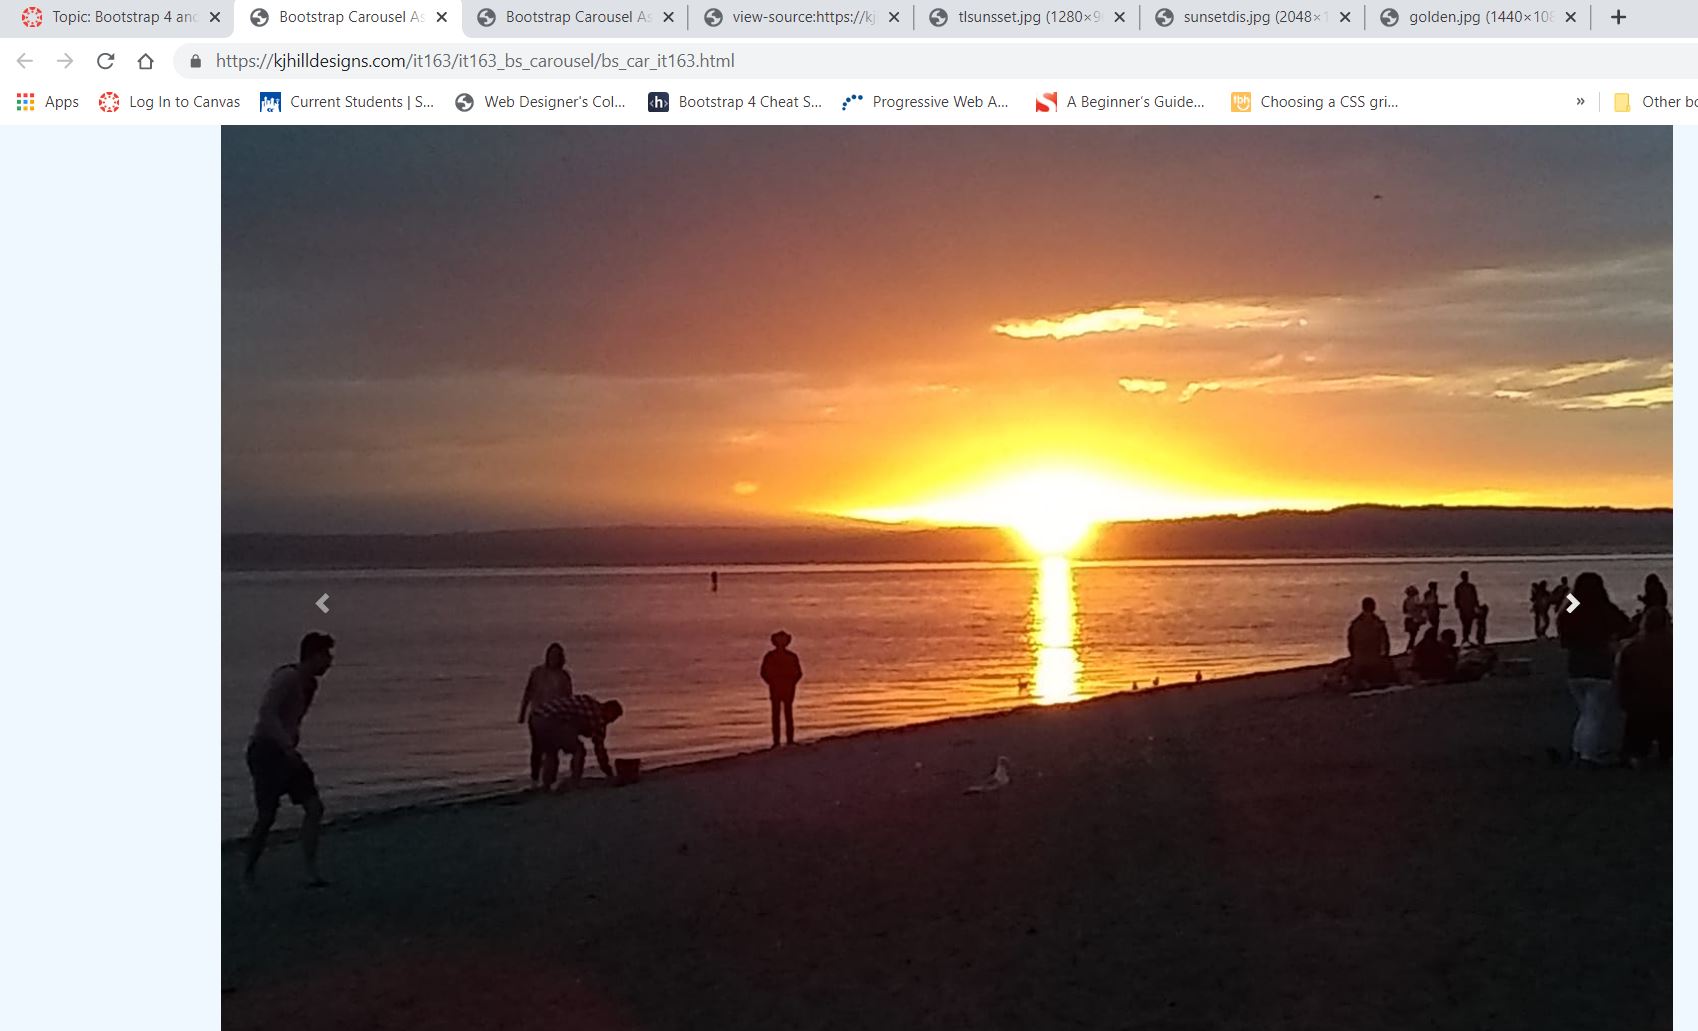 Topic: Bootstrap 4 and
Bootstrap Carousel As
Bootstrap Carousel As
view-source:https://kj
tlsunsset.jpg (1280×9
sunsetdis.jpg (2048×1
golden.jpg (1440×108
https://kjhilldesigns.com/it163/it163_bs_carousel/bs_car_it163.html
Apps
Log In to Canvas
Current Students | S...
Web Designer's Col...
<h>
Bootstrap 4 Cheat S...
Progressive Web A...
A Beginner's Guide...
Choosing a CSS gri...
»
Other bo